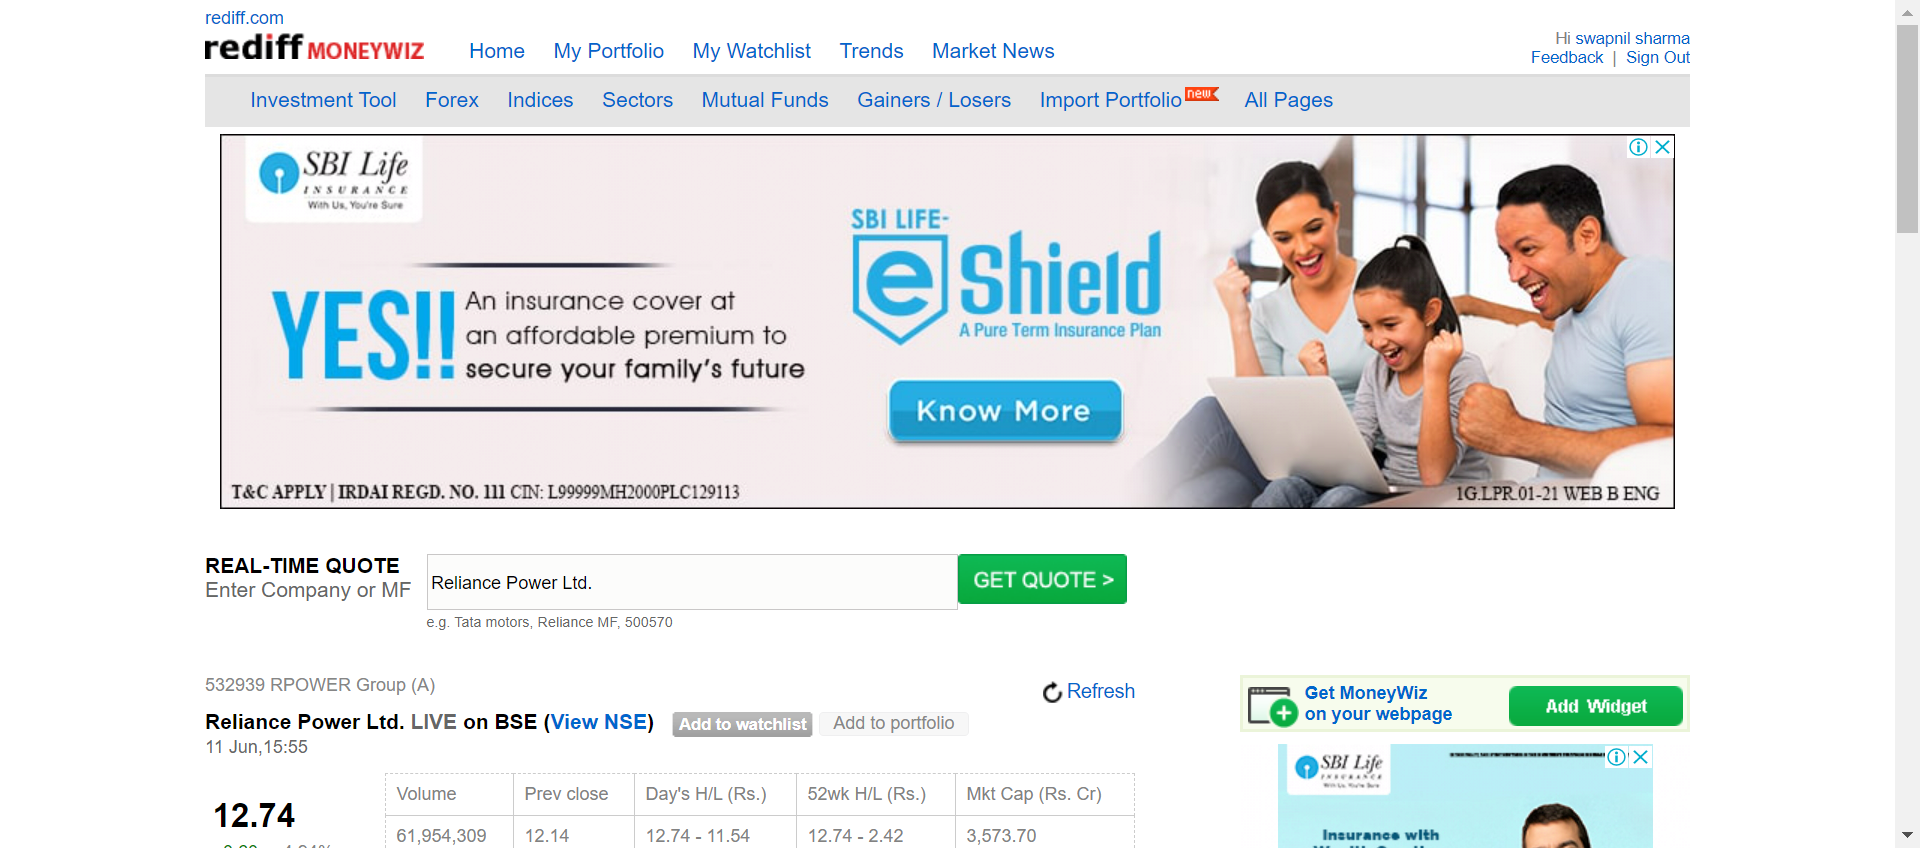 rediff.com
rediff MONEYWIZ
Home My Portfolio My Watchlist Trends Market News
Hi swapnil sharma
Feedback | Sign Out
Investment Tool Forex Indices Sectors Mutual Funds Gainers / Losers Import Portfolio new All Pages
SBI Life
INSURANCE
With Us, You're Sure
YES!!
An insurance cover at
an affordable premium to
secure your family's future
SBI LIFE-
e Shield
A Pure Term Insurance Plan
Know More
T&C APPLY | IRDAI REGD. NO. 111 CIN: L99999MH2000PLC129113
1G.LPR.01-21 WEB B ENG
REAL-TIME QUOTE
Enter Company or MF
Reliance Power Ltd.
GET QUOTE >
e.g. Tata motors, Reliance MF, 500570
532939 RPOWER Group (A)
Refresh
Reliance Power Ltd. LIVE on BSE (View NSE) Add to watchlist Add to portfolio
11 Jun,15:55
12.74
Volume Prev close Day's H/L (Rs.) 52wk H/L (Rs.) Mkt Cap (Rs. Cr)
61,954,309 12.14 12.74 - 11.54 12.74 - 2.42 3,573.70
Get MoneyWiz
on your webpage
Add Widget
SBI Life
INSURANCE
With Us, You're Sure
Insurance with